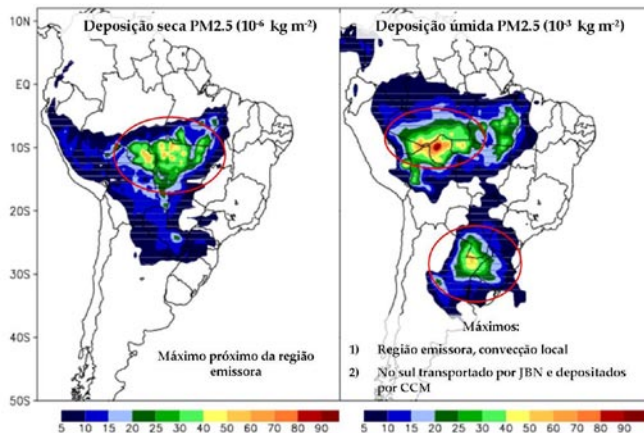 Deposição seca PM2.5 (10⁻⁶ kg m⁻²)
Deposição úmida PM2.5 (10⁻³ kg m⁻²)
10N
EQ
10S
20S
30S
40S
50S
Máximo próximo da região
emissora
Máximos:
1) Região emissora, convecção local
2) No sul transportado por JBN e depositados
por CCM
5 10 15 20 25 30 40 50 60 70 80 90
5 10 15 20 25 30 40 50 60 70 80 90